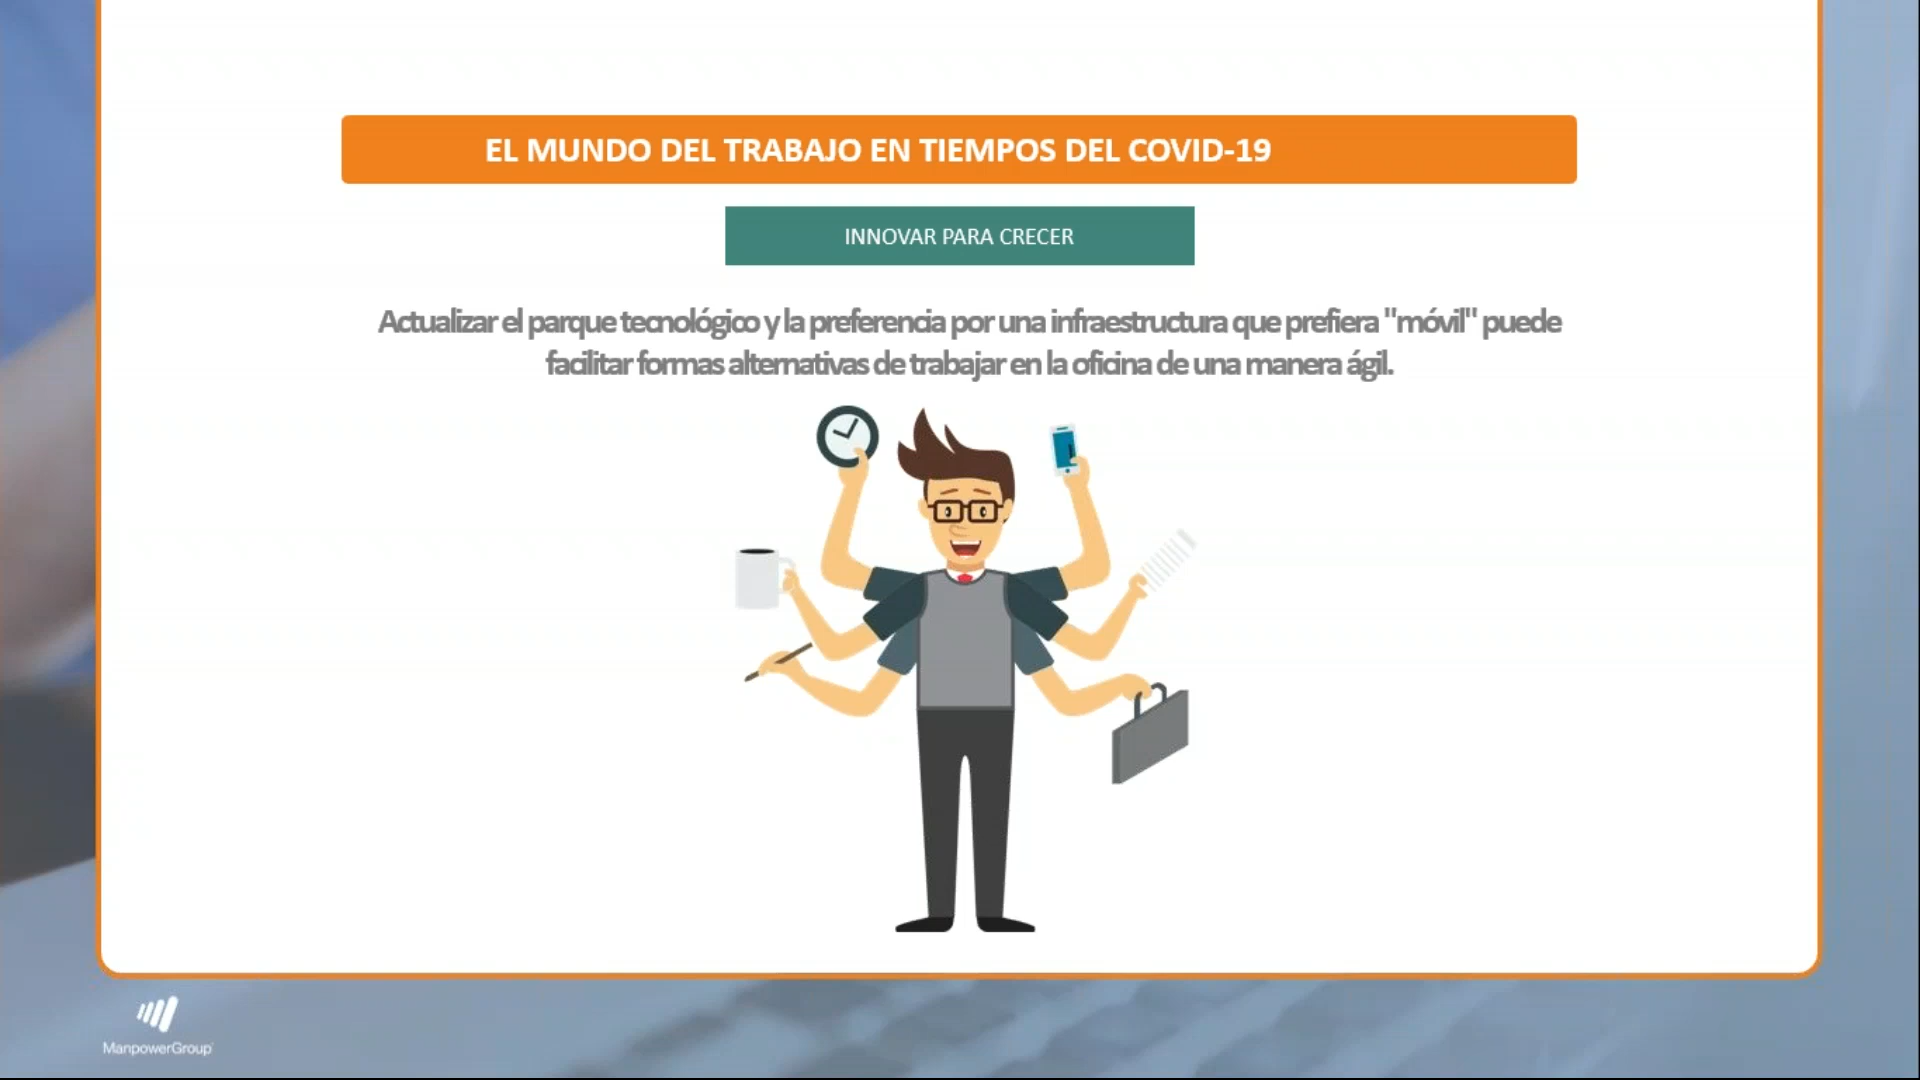 EL MUNDO DEL TRABAJO EN TIEMPOS DEL COVID-19
INNOVAR PARA CRECER
Actualizar el parque tecnológico y la preferencia por una infraestructura que prefiera "móvil" puede
facilitar formas alternativas de trabajar en la oficina de una manera ágil.
ManpowerGroup